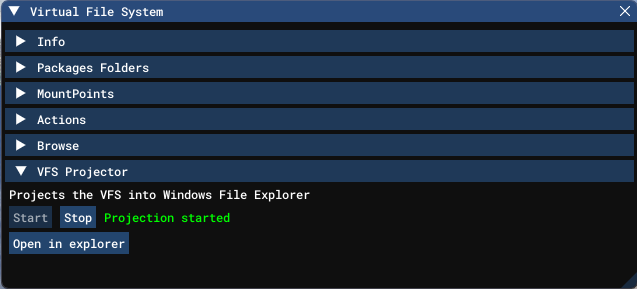 Virtual File System
Info
Packages Folders
MountPoints
Actions
Browse
VFS Projector
Projects the VFS into Windows File Explorer
Start Stop Projection started
Open in explorer